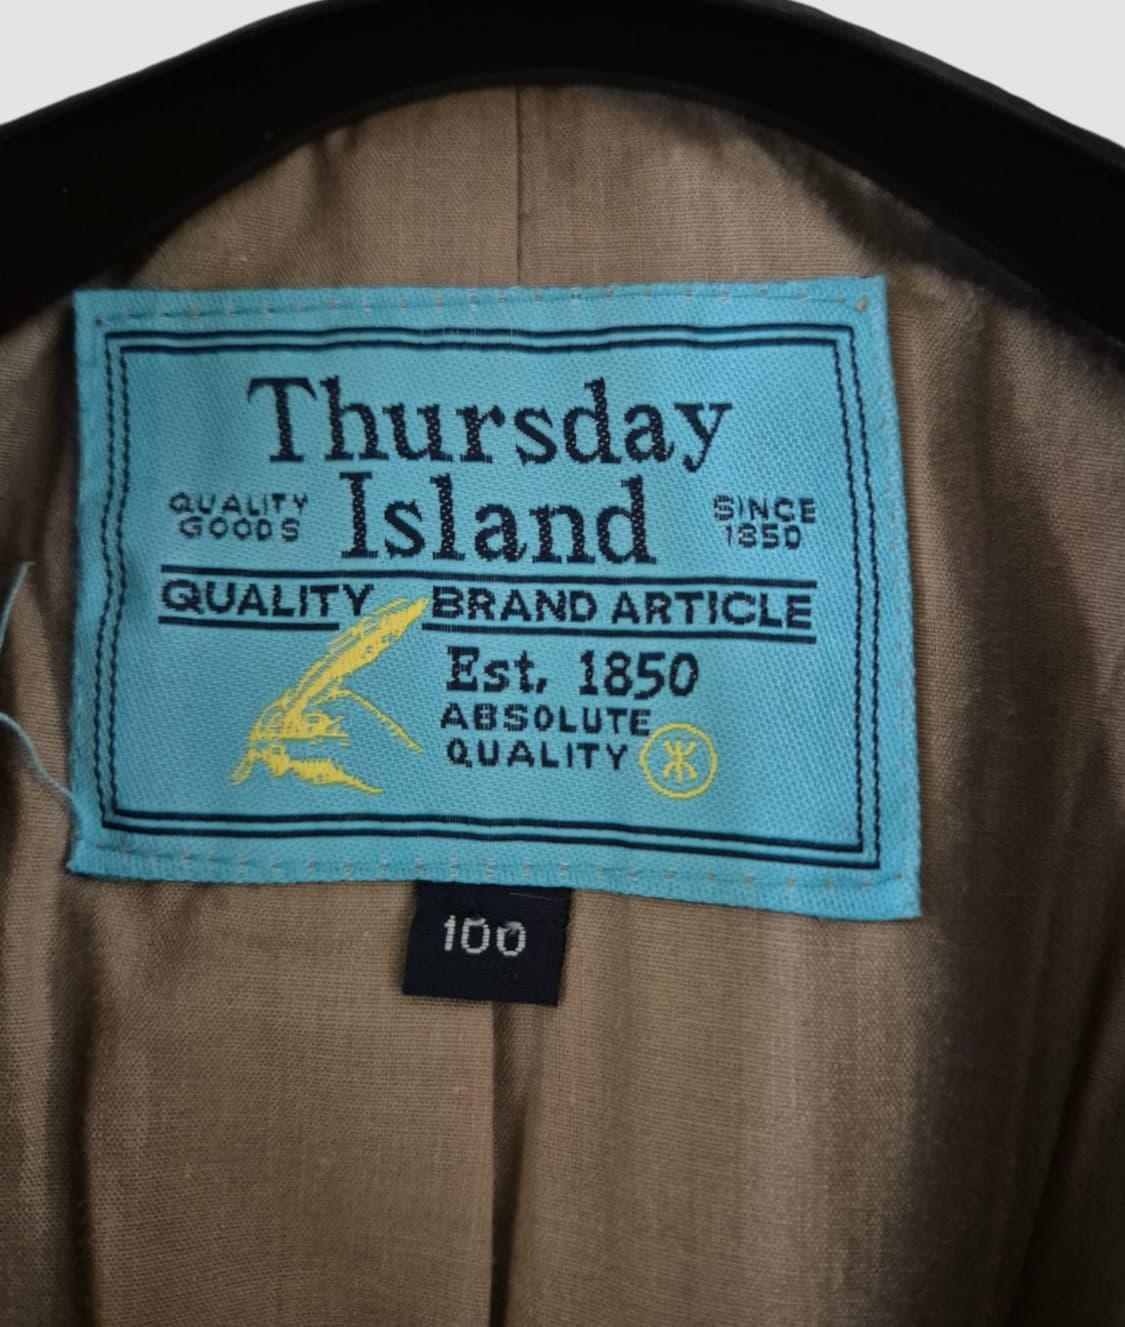 Thursday
Island
QUALITY
GOODS
SINCE
1850
QUALITY BRAND ARTICLE
Est. 1850
ABSOLUTE
QUALITY
100